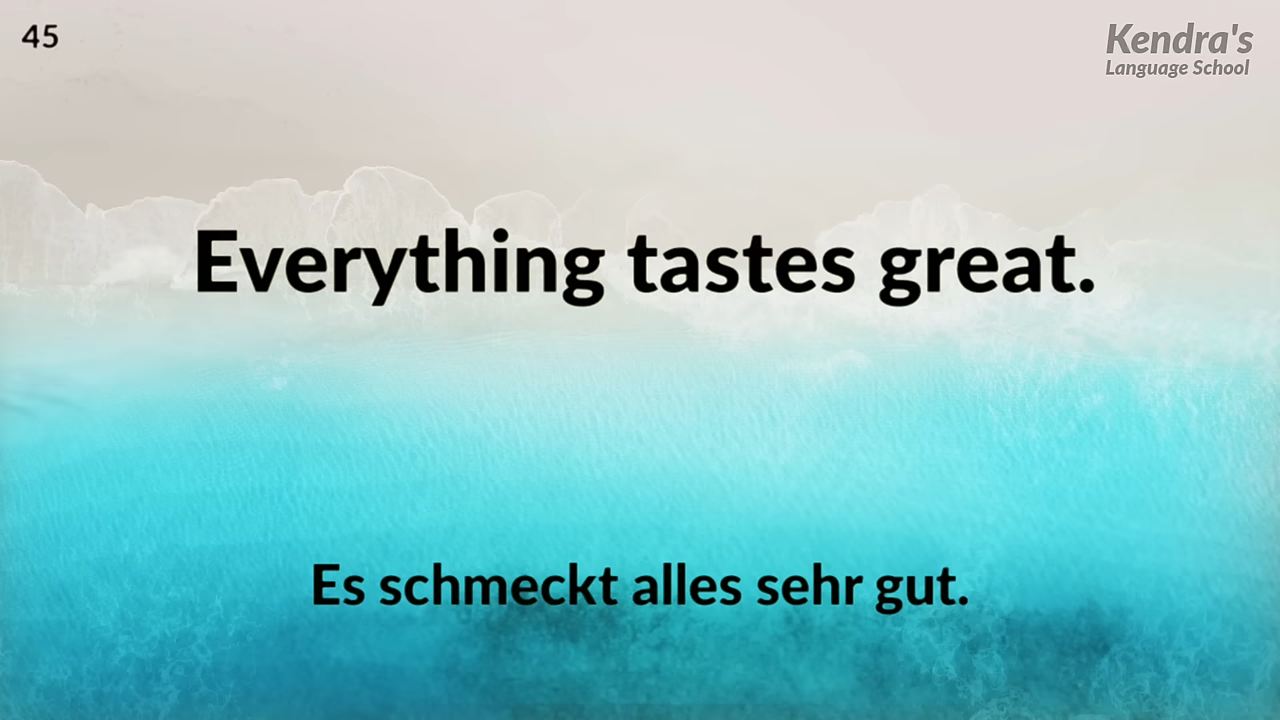 45
Kendra's
Language School
Everything tastes great.
Es schmeckt alles sehr gut.